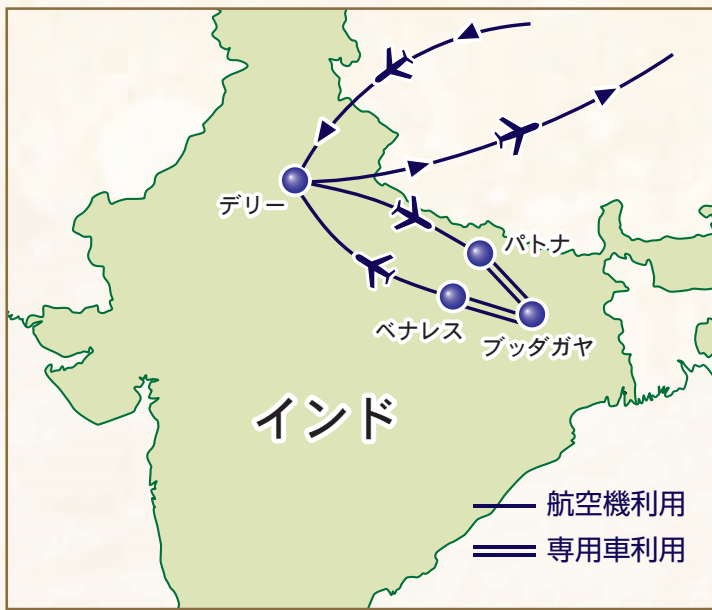 デリー
パトナ
ベナレス
ブッダガヤ
インド
航空機利用
専用車利用